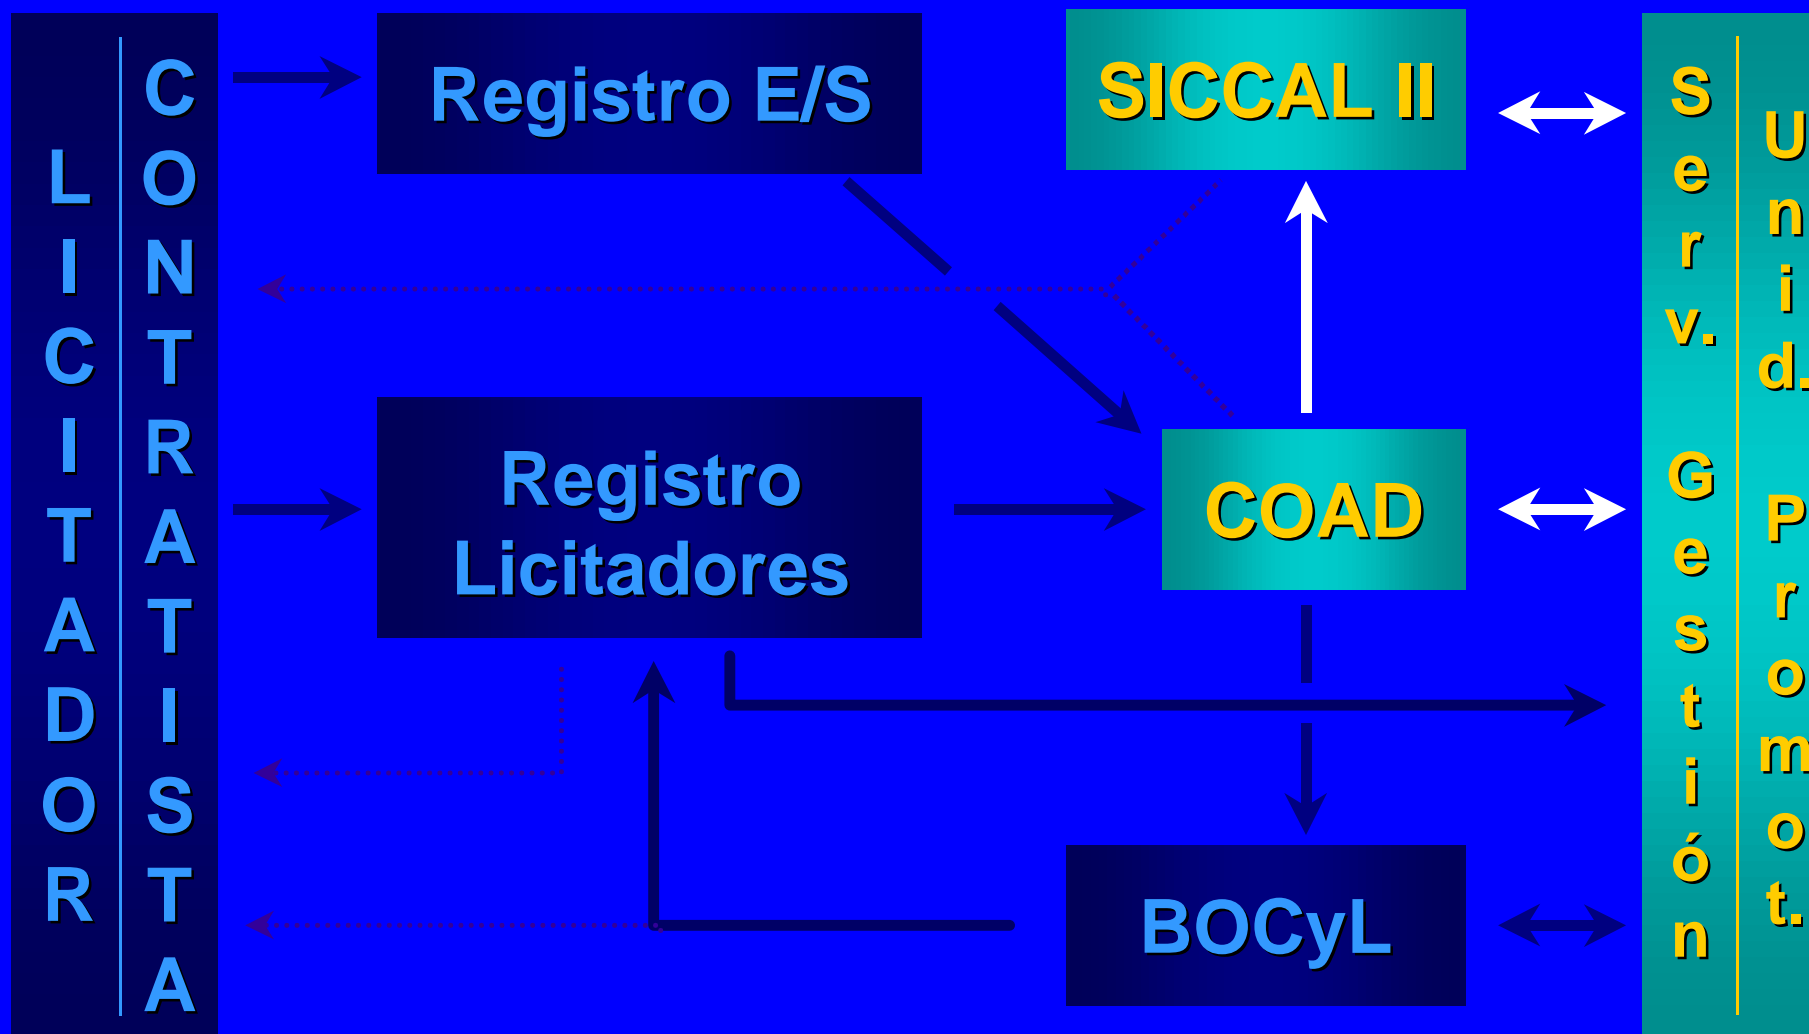 LICITADOR
CONTRATISTA
Registro E/S
SICCAL II
Registro
Licitadores
COAD
BOCyL
Serv. Gestión
Unid. Promot.